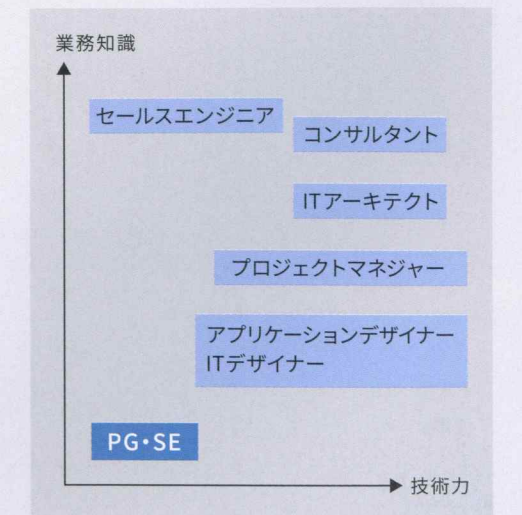 業務知識
セールスエンジニア
コンサルタント
ITアーキテクト
プロジェクトマネジャー
アプリケーションデザイナー
ITデザイナー
PG・SE
技術力